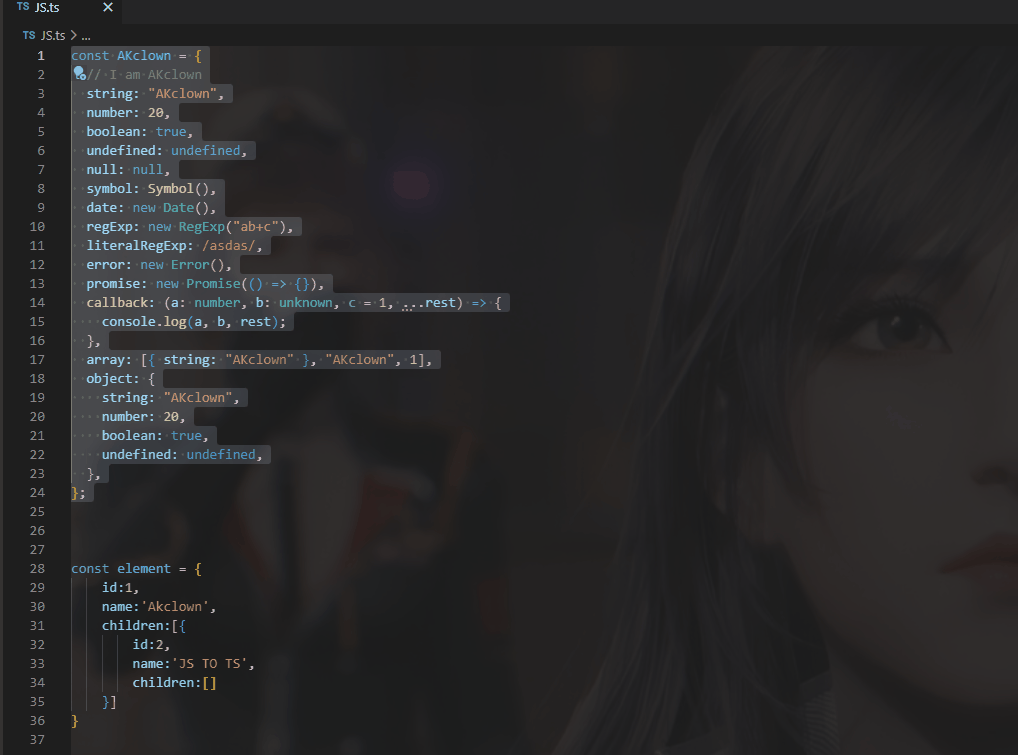 TS JS.ts ×
TS JS.ts > ...
1 const AKclown = {
2 // I am AKclown
3 string: "AKclown",
4 number: 20,
5 boolean: true,
6 undefined: undefined,
7 null: null,
8 symbol: Symbol(),
9 date: new Date(),
10 regExp: new RegExp("ab+c"),
11 literalRegExp: /asdas/,
12 error: new Error(),
13 promise: new Promise(() => {}),
14 callback: (a: number, b: unknown, c = 1, ...rest) => {
15 console.log(a, b, rest);
16 },
17 array: [{ string: "AKclown" }, "AKclown", 1],
18 object: {
19 string: "AKclown",
20 number: 20,
21 boolean: true,
22 undefined: undefined,
23 },
24 };
25
26
27
28 const element = {
29 id:1,
30 name:'Akclown',
31 children:[{
32 id:2,
33 name:'JS TO TS',
34 children:[]
35 }]
36 }
37